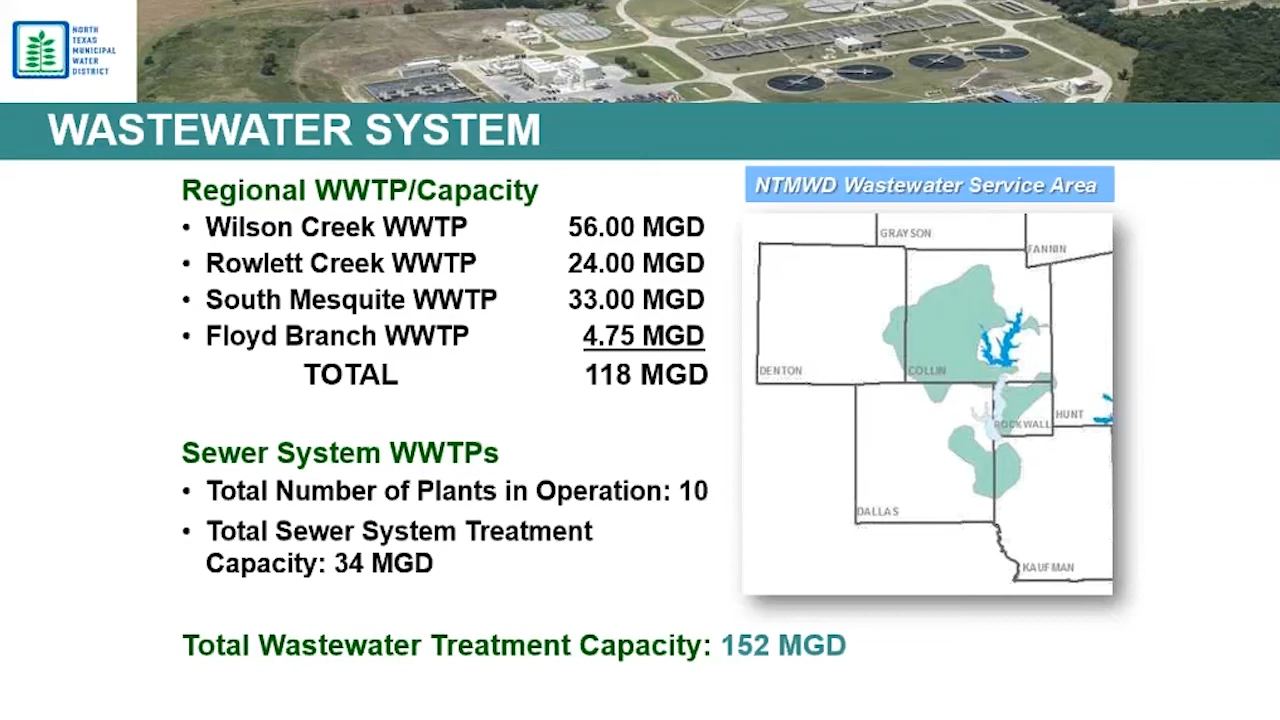 NORTH
TEXAS
MUNICIPAL
WATER
DISTRICT
WASTEWATER SYSTEM
Regional WWTP/Capacity
• Wilson Creek WWTP 56.00 MGD
• Rowlett Creek WWTP 24.00 MGD
• South Mesquite WWTP 33.00 MGD
• Floyd Branch WWTP 4.75 MGD
TOTAL 118 MGD
Sewer System WWTPs
• Total Number of Plants in Operation: 10
• Total Sewer System Treatment
Capacity: 34 MGD
Total Wastewater Treatment Capacity: 152 MGD
NTMWD Wastewater Service Area
GRAYSON
FANNIN
DENTON
COLLIN
HUNT
ROCKWALL
DALLAS
KAUFMAN